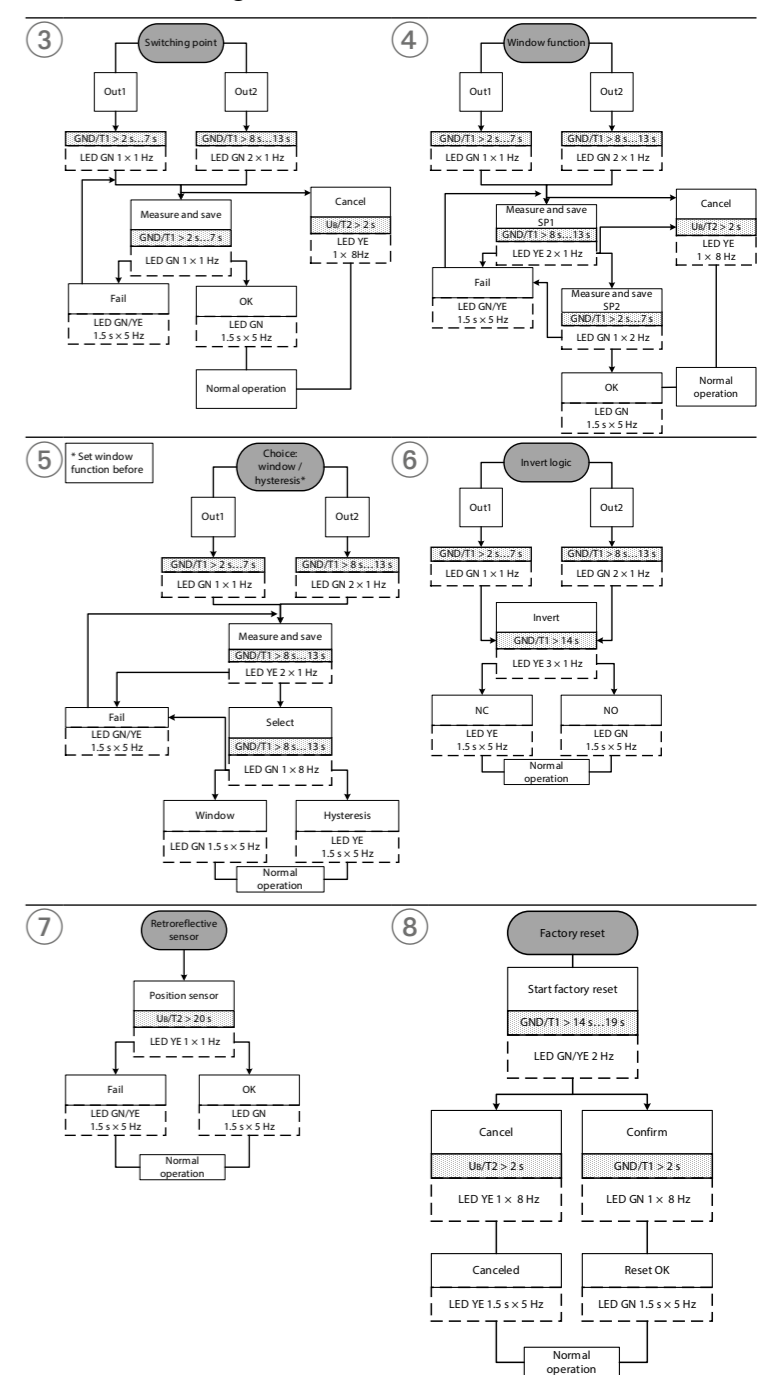 3
Switching point
Out1
Out2
GND/T1 > 2 s...7 s
GND/T1 > 8 s...13 s
LED GN 1 × 1 Hz
LED GN 2 × 1 Hz
Measure and save
GND/T1 > 2 s...7 s
LED GN 1 × 1 Hz
Cancel
UB/T2 > 2 s
LED YE
1 × 8Hz
Fail
LED GN/YE
1.5 s × 5 Hz
OK
LED GN
1.5 s × 5 Hz
Normal operation
4
Window function
Out1
Out2
GND/T1 > 2 s...7 s
GND/T1 > 8 s...13 s
LED GN 1 × 1 Hz
LED GN 2 × 1 Hz
Measure and save
SP1
GND/T1 > 8 s...13 s
LED YE 2 × 1 Hz
Cancel
UB/T2 > 2 s
LED YE
1 × 8 Hz
Fail
LED GN/YE
1.5 s × 5 Hz
Measure and save
SP2
GND/T1 > 2 s...7 s
LED GN 1 × 2 Hz
OK
LED GN
1.5 s × 5 Hz
Normal
operation
5
* Set window
function before
Choice:
window /
hysteresis*
Out1
Out2
GND/T1 > 2 s...7 s
GND/T1 > 8 s...13 s
LED GN 1 × 1 Hz
LED GN 2 × 1 Hz
Measure and save
GND/T1 > 8 s...13 s
LED YE 2 × 1 Hz
Fail
LED GN/YE
1.5 s × 5 Hz
Select
GND/T1 > 8 s...13 s
LED GN 1 × 8 Hz
Window
LED GN 1.5 s × 5 Hz
Hysteresis
LED YE
1.5 s × 5 Hz
Normal
operation
6
Invert logic
Out1
Out2
GND/T1 > 2 s...7 s
GND/T1 > 8 s...13 s
LED GN 1 × 1 Hz
LED GN 2 × 1 Hz
Invert
GND/T1 > 14 s
LED YE 3 × 1 Hz
NC
LED YE
1.5 s × 5 Hz
NO
LED GN
1.5 s × 5 Hz
Normal
operation
7
Retroreflective
sensor
Position sensor
UB/T2 > 20 s
LED YE 1 × 1 Hz
Fail
LED GN/YE
1.5 s × 5 Hz
OK
LED GN
1.5 s × 5 Hz
Normal
operation
8
Factory reset
Start factory reset
GND/T1 > 14 s...19 s
LED GN/YE 2 Hz
Cancel
UB/T2 > 2 s
LED YE 1 × 8 Hz
Confirm
GND/T1 > 2 s
LED GN 1 × 8 Hz
Canceled
LED YE 1.5 s × 5 Hz
Reset OK
LED GN 1.5 s × 5 Hz
Normal
operation